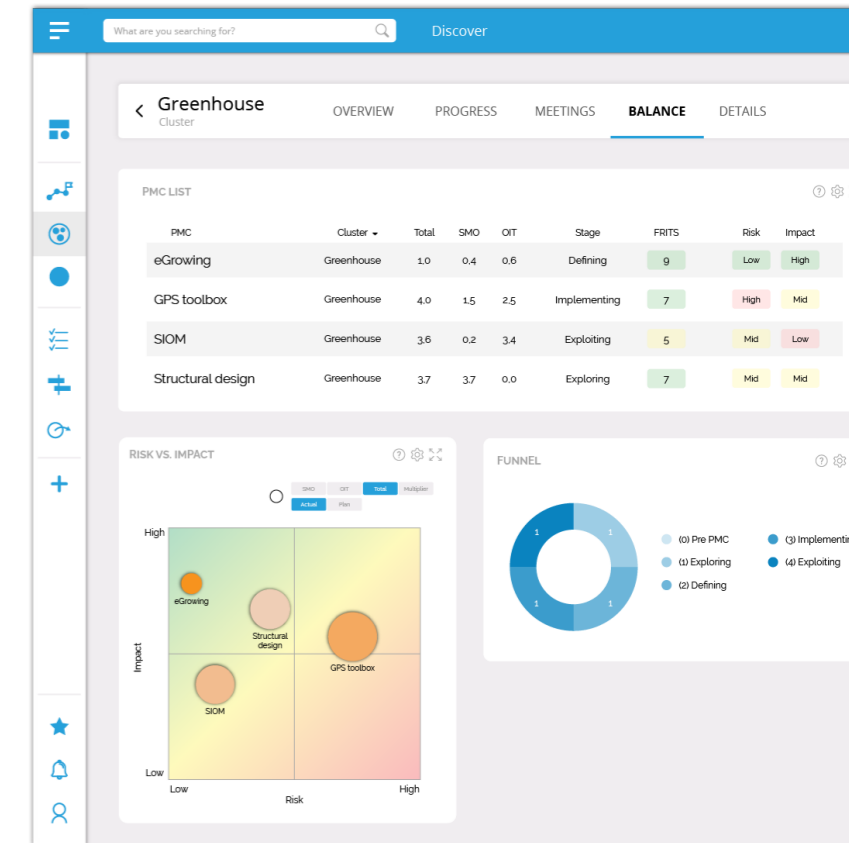 What are you searching for?
Discover
Greenhouse
Cluster
OVERVIEW PROGRESS MEETINGS BALANCE DETAILS
PMC LIST
PMC Cluster Total SMO OIT Stage FRITS Risk Impact
eGrowing Greenhouse 1,0 0,4 0,6 Defining 9 Low High
GPS toolbox Greenhouse 4,0 1,5 2,5 Implementing 7 High Mid
SIOM Greenhouse 3,6 0,2 3,4 Exploiting 5 Mid Low
Structural design Greenhouse 3,7 3,7 0,0 Exploring 7 Mid Mid
RISK VS. IMPACT
SMO OIT Total Multiplier
Actual Plan
High
eGrowing
Structural
design
GPS toolbox
SIOM
Impact
Low
Low
High
Risk
FUNNEL
1 1
1 1
(0) Pre PMC
(1) Exploring
(2) Defining
(3) Implementin
(4) Exploiting